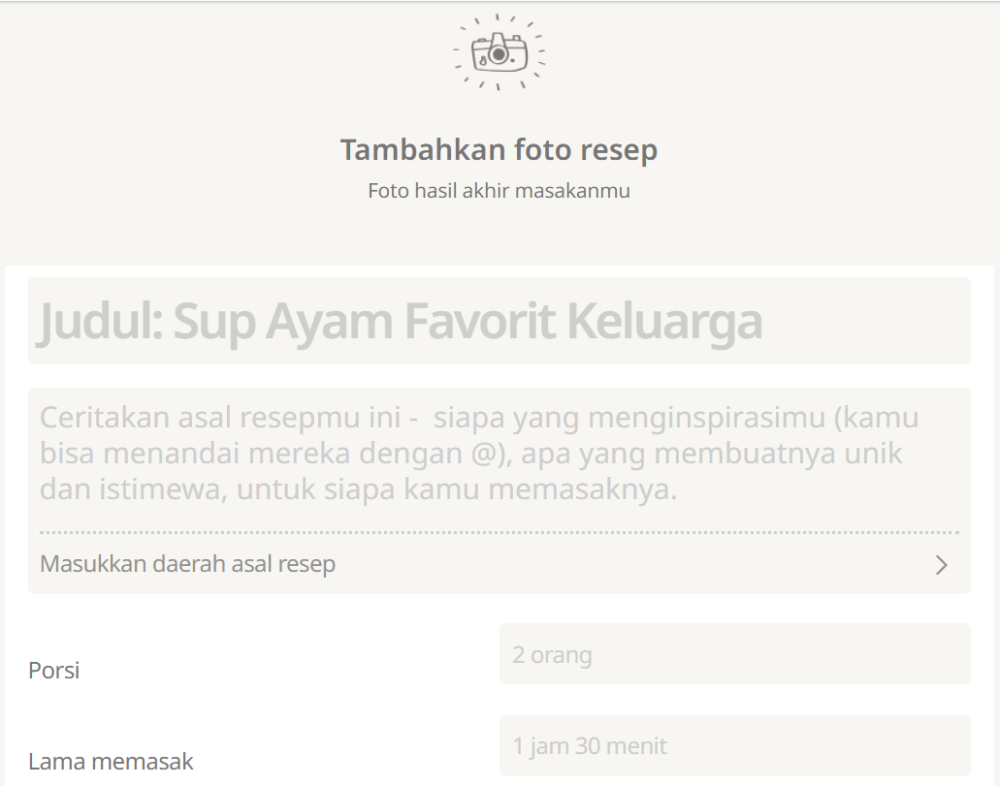 Tambahkan foto resep
Foto hasil akhir masakanmu
Judul: Sup Ayam Favorit Keluarga
Ceritakan asal resepmu ini -  siapa yang menginspirasimu (kamu
bisa menandai mereka dengan @), apa yang membuatnya unik
dan istimewa, untuk siapa kamu memasaknya.
Masukkan daerah asal resep
Porsi
2 orang
Lama memasak
1 jam 30 menit